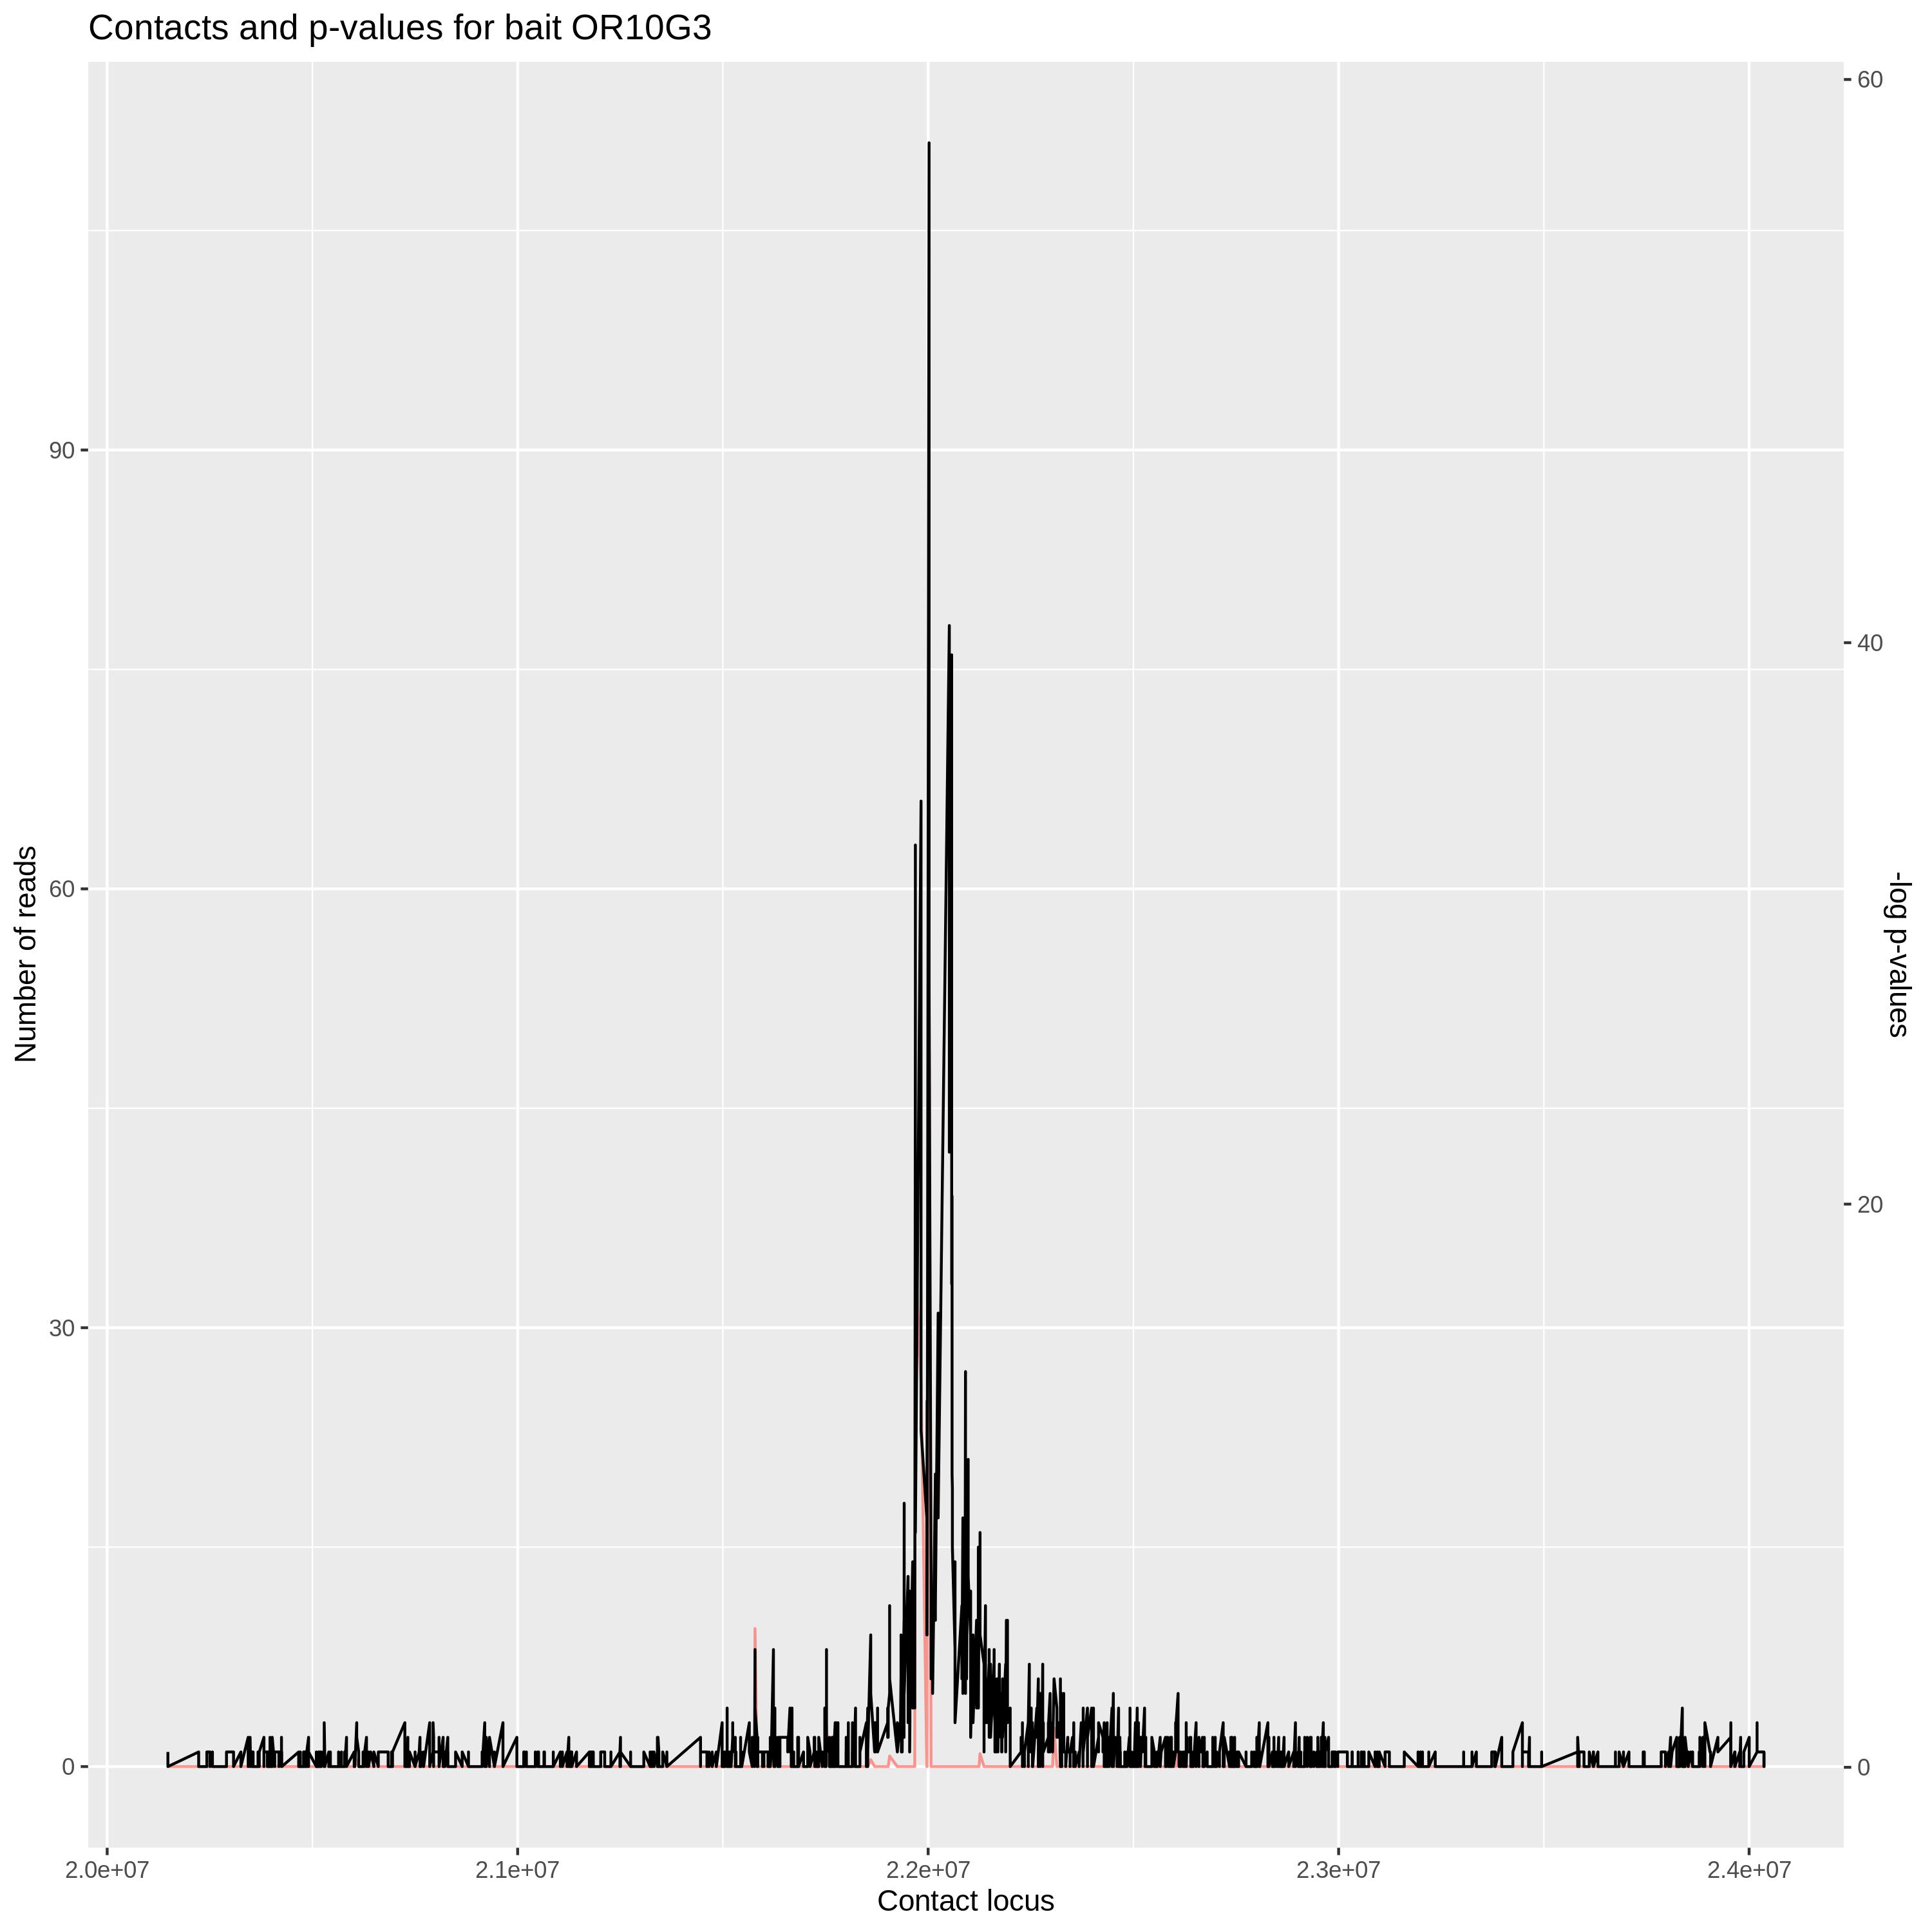 Contacts and p-values for bait OR10G3
Number of reads
90
60
30
0
60
40
20
0
-log p-values
2.0e+07
2.1e+07
2.2e+07
2.3e+07
2.4e+07
Contact locus